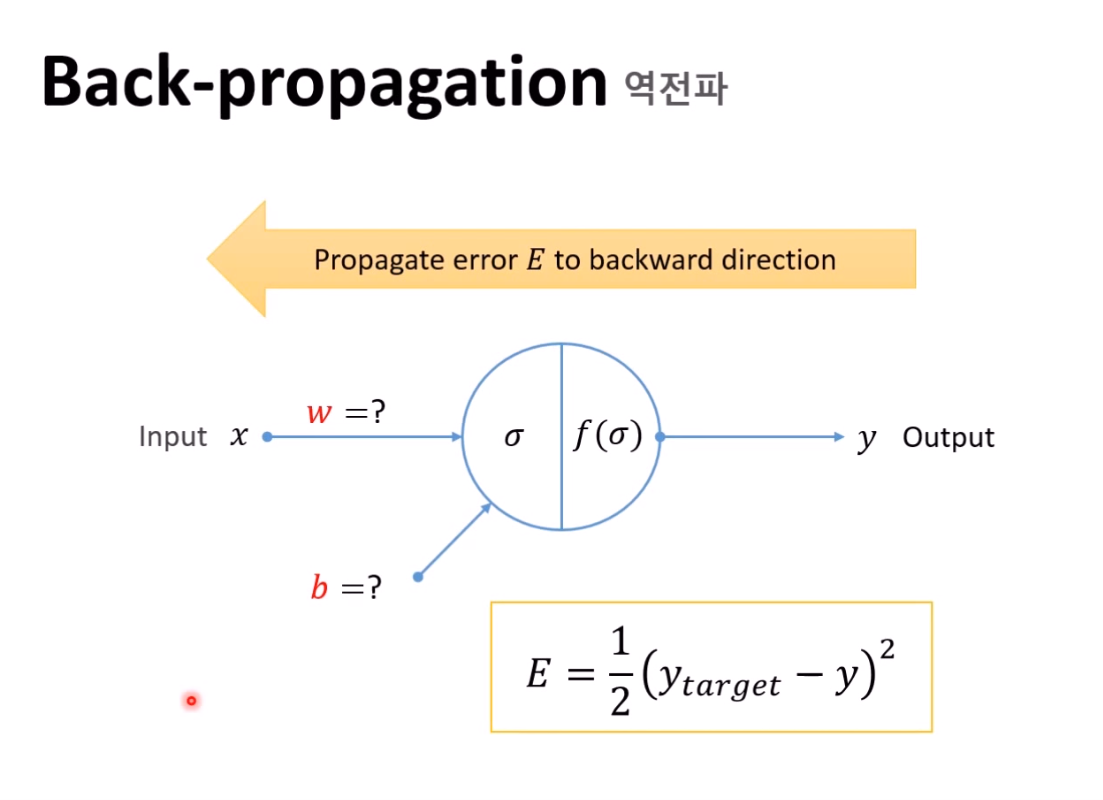 Back-propagation 역전파
Propagate error E to backward direction
w =?
Input x σ f(σ) y Output
b =?
E = 1/2 (y_target − y)^2